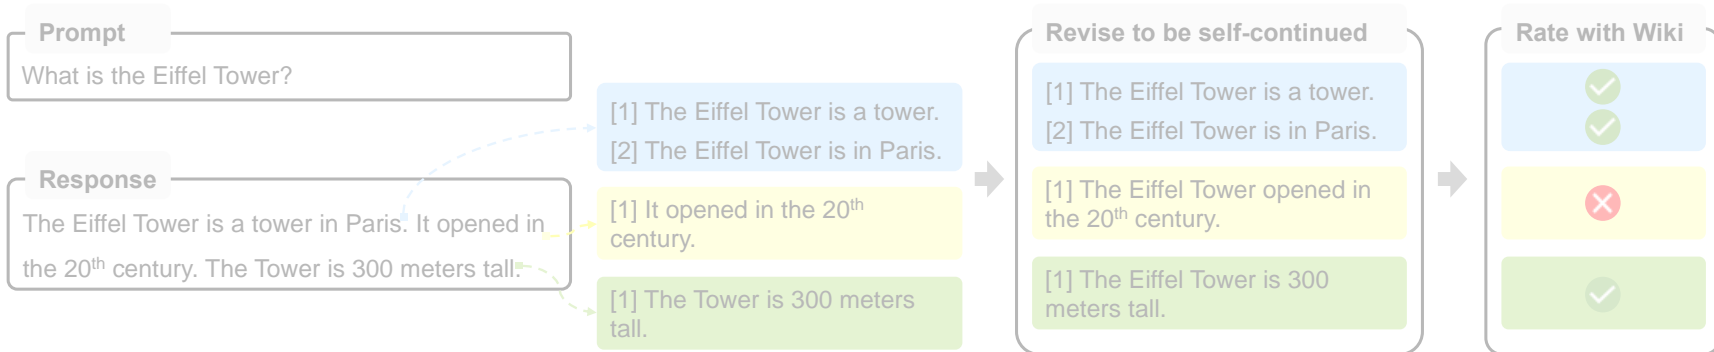 Prompt
What is the Eiffel Tower?
Response
The Eiffel Tower is a tower in Paris. It opened in
the 20th century. The Tower is 300 meters tall.
[1] The Eiffel Tower is a tower.
[2] The Eiffel Tower is in Paris.
[1] It opened in the 20th
century.
[1] The Tower is 300 meters
tall.
Revise to be self-continued
[1] The Eiffel Tower is a tower.
[2] The Eiffel Tower is in Paris.
[1] The Eiffel Tower opened in
the 20th century.
[1] The Eiffel Tower is 300
meters tall.
Rate with Wiki